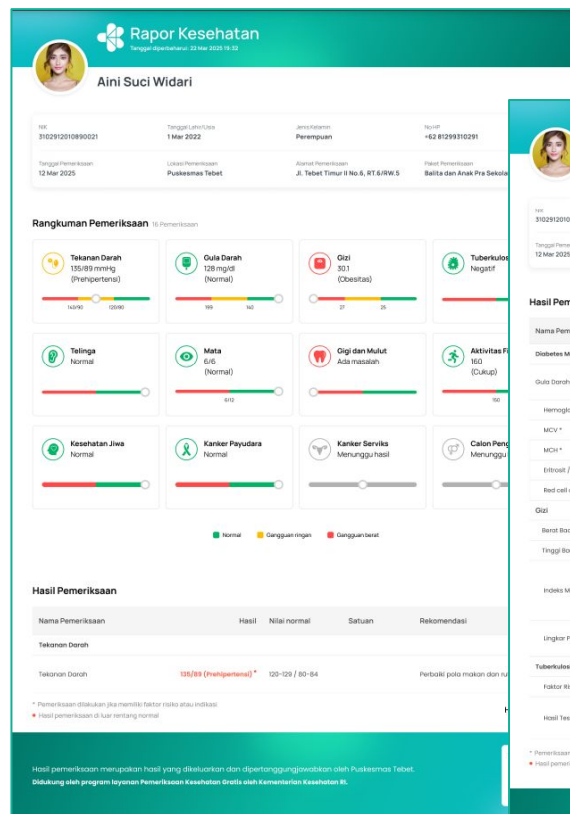 Rapor Kesehatan
Tanggal diperbaharui: 22 Mar 2025 19:32
Aini Suci Widari
NIK
3102912010890021
Tanggal Lahir/Usia
1 Mar 2022
Jenis Kelamin
Perempuan
No HP
+62 81299310291
Tanggal Pemeriksaan
12 Mar 2025
Lokasi Pemeriksaan
Puskesmas Tebet
Alamat Pemeriksaan
Jl. Tebet Timur II No.6, RT.6/RW.5
Paket Pemeriksaan
Balita dan Anak Pra Sekola
Rangkuman Pemeriksaan 16 Pemeriksaan
Tekanan Darah
135/89 mmHg
(Prehipertensi)
140/90 120/80
Gula Darah
128 mg/dl
(Normal)
199 140
Gizi
30.1
(Obesitas)
27 25
Tuberkulos
Negatif
Telinga
Normal
Mata
6/6
(Normal)
6/12
Gigi dan Mulut
Ada masalah
Aktivitas Fi
160
(Cukup)
150
Kesehatan Jiwa
Normal
Kanker Payudara
Normal
Kanker Serviks
Menunggu hasil
Calon Peng
Menunggu
Normal Gangguan ringan Gangguan berat
Hasil Pemeriksaan
Nama Pemeriksaan Hasil Nilai normal Satuan Rekomendasi
Tekanan Darah
Tekanan Darah 135/89 (Prehipertensi)* 120-129 / 80-84 Perbaiki pola makan dan ru
* Pemeriksaan dilakukan jika memiliki faktor risiko atau indikasi
Hasil pemeriksaan di luar rentang normal
H
Hasil pemeriksaan merupakan hasil yang dikeluarkan dan dipertanggungjawabkan oleh Puskesmas Tebet.
Didukung oleh program layanan Pemeriksaan Kesehatan Gratis oleh Kementerian Kesehatan RI.
NIK
310291201
Tanggal Peme
12 Mar 2025
Hasil Pem
Nama Pem
Diabetes M
Gula Darah
Hemoglo
MCV *
MCH *
Eritrosit /
Red cell
Gizi
Berat Bad
Tinggi Ba
Indeks M
Lingkar P
Tuberkulos
Faktor Ris
Hasil Tes
* Pemeriksaan
Hasil pemeri